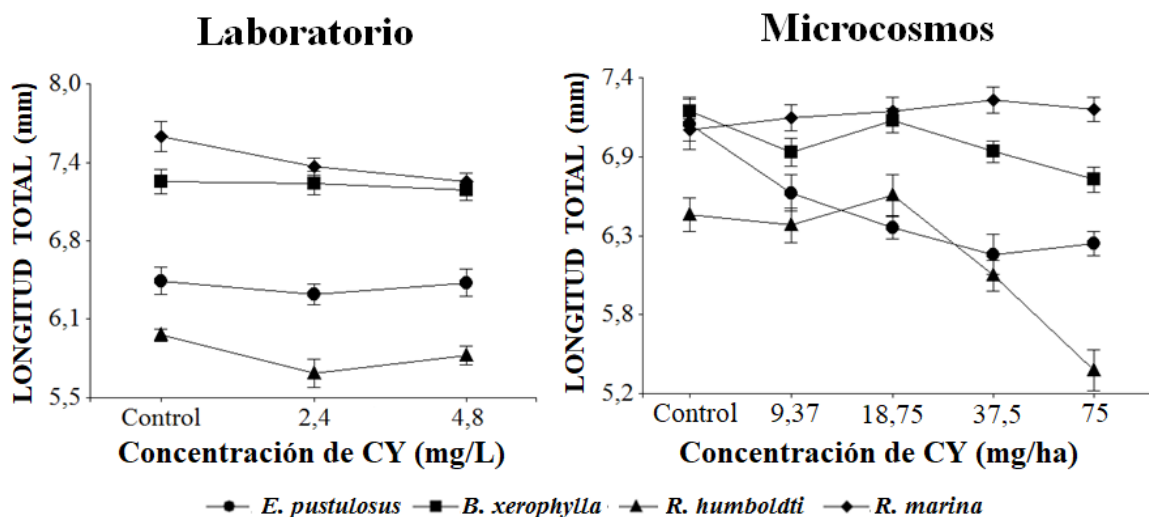 Laboratorio
LONGITUD TOTAL (mm)
8,0
7,4
6,8
6,1
5,5
Control
2,4
4,8
Concentración de CY (mg/L)
Microcosmos
LONGITUD TOTAL (mm)
7,4
6,9
6,3
5,8
5,2
Control
9,37
18,75
37,5
75
Concentración de CY (mg/ha)
E. pustulosus
B. xerophylla
R. humboldti
R. marina